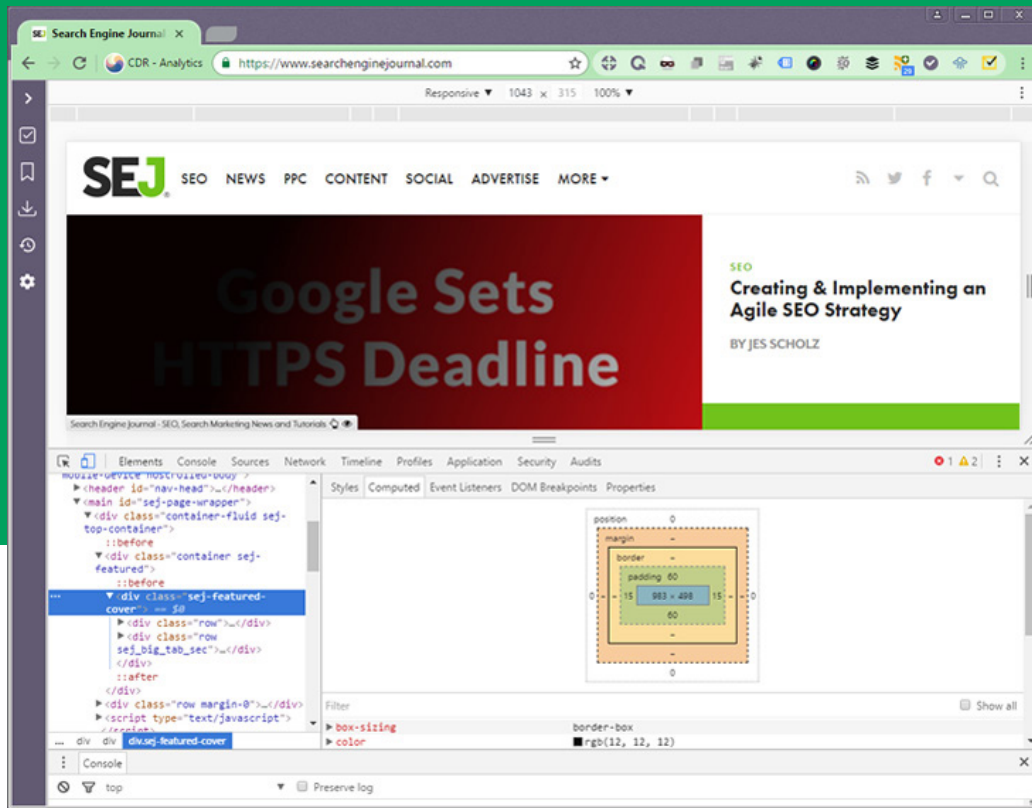 SEJ Search Engine Journal
CDR - Analytics
https://www.searchenginejournal.com
29
Responsive ▼ 1043 × 315 100% ▼
SEJ
SEO NEWS PPC CONTENT SOCIAL ADVERTISE MORE
Google Sets
HTTPS Deadline
SEO
Creating & Implementing an
Agile SEO Strategy
BY JES SCHOLZ
Search Engine Journal - SEO, Search Marketing News and Tutorials
Elements Console Sources Network Timeline Profiles Application Security Audits 1 2
mobile-device hostrolled-body">
▶<header id="nav-head">…</header>
▼<main id="sej-page-wrapper">
▼<div class="container-fluid sej-
top-container">
::before
▼<div class="container sej-
featured">
::before
▼<div class="sej-featured-
cover"> == $0
▶<div class="row">…</div>
▶<div class="row
sej_big_tab_sec">…</div>
</div>
::after
</div>
▶<div class="row margin-0">…</div>
▶<script type="text/javascript">
</script>
... div div div.sej-featured-cover
Styles Computed Event Listeners DOM Breakpoints Properties
position 0
margin -
border -
padding 60
0 - - 15 983 × 498 15 - - 0
60
-
-
0
Filter Show all
▶ box-sizing border-box
▶ color rgb(12, 12, 12)
Console
top ▼ Preserve log